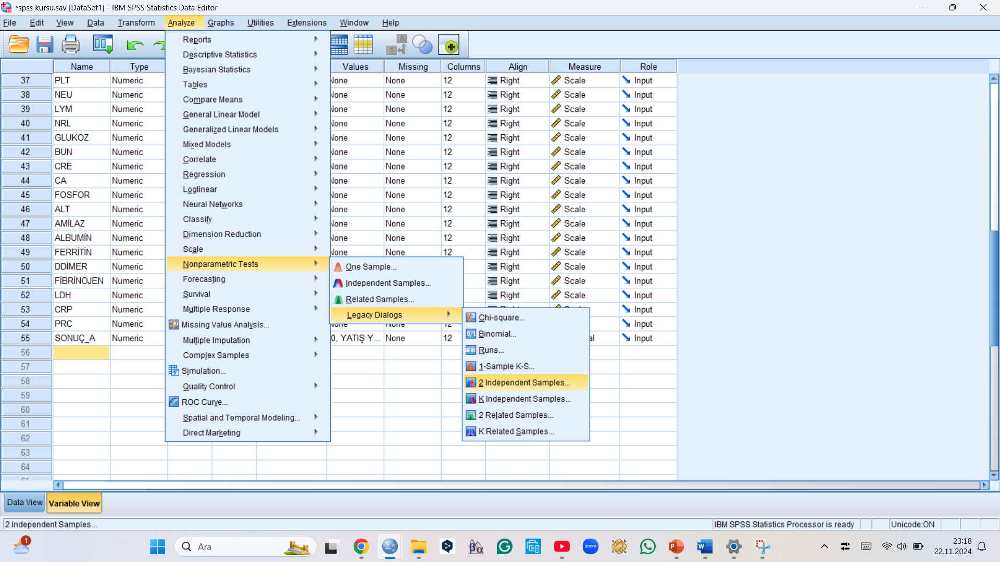 *spss kursu.sav [DataSet1] - IBM SPSS Statistics Data Editor
File Edit View Data Transform Analyze Graphs Utilities Extensions Window Help
Name Type Values Missing Columns Align Measure Role
37 PLT Numeric None None 12 Right Scale Input
38 NEU Numeric None None 12 Right Scale Input
39 LYM Numeric None None 12 Right Scale Input
40 NRL Numeric None None 12 Right Scale Input
41 GLUKOZ Numeric None None 12 Right Scale Input
42 BUN Numeric None None 12 Right Scale Input
43 CRE Numeric None None 12 Right Scale Input
44 CA Numeric None None 12 Right Scale Input
45 FOSFOR Numeric None None 12 Right Scale Input
46 ALT Numeric None None 12 Right Scale Input
47 AMİLAZ Numeric None None 12 Right Scale Input
48 ALBUMİN Numeric None None 12 Right Scale Input
49 FERRİTİN Numeric None None 12 Right Scale Input
50 DDİMER Numeric Right Scale Input
51 FİBRİNOJEN Numeric Right Scale Input
52 LDH Numeric Right Scale Input
53 CRP Numeric Input
54 PRC Numeric Input
55 SONUÇ_A Numeric 0, YATIŞ Y... None 12 Input
56
57
58
59
60
61
62
63
64
Reports
Descriptive Statistics
Bayesian Statistics
Tables
Compare Means
General Linear Model
Generalized Linear Models
Mixed Models
Correlate
Regression
Loglinear
Neural Networks
Classify
Dimension Reduction
Scale
Nonparametric Tests
Forecasting
Survival
Multiple Response
Missing Value Analysis...
Multiple Imputation
Complex Samples
Simulation...
Quality Control
ROC Curve...
Spatial and Temporal Modeling...
Direct Marketing
One Sample...
Independent Samples...
Related Samples...
Legacy Dialogs
Chi-square...
Binomial...
Runs...
1-Sample K-S...
2 Independent Samples...
K Independent Samples...
2 Related Samples...
K Related Samples...
Data View Variable View
2 Independent Samples... IBM SPSS Statistics Processor is ready Unicode:ON
1 Ara zoom 23:18
22.11.2024